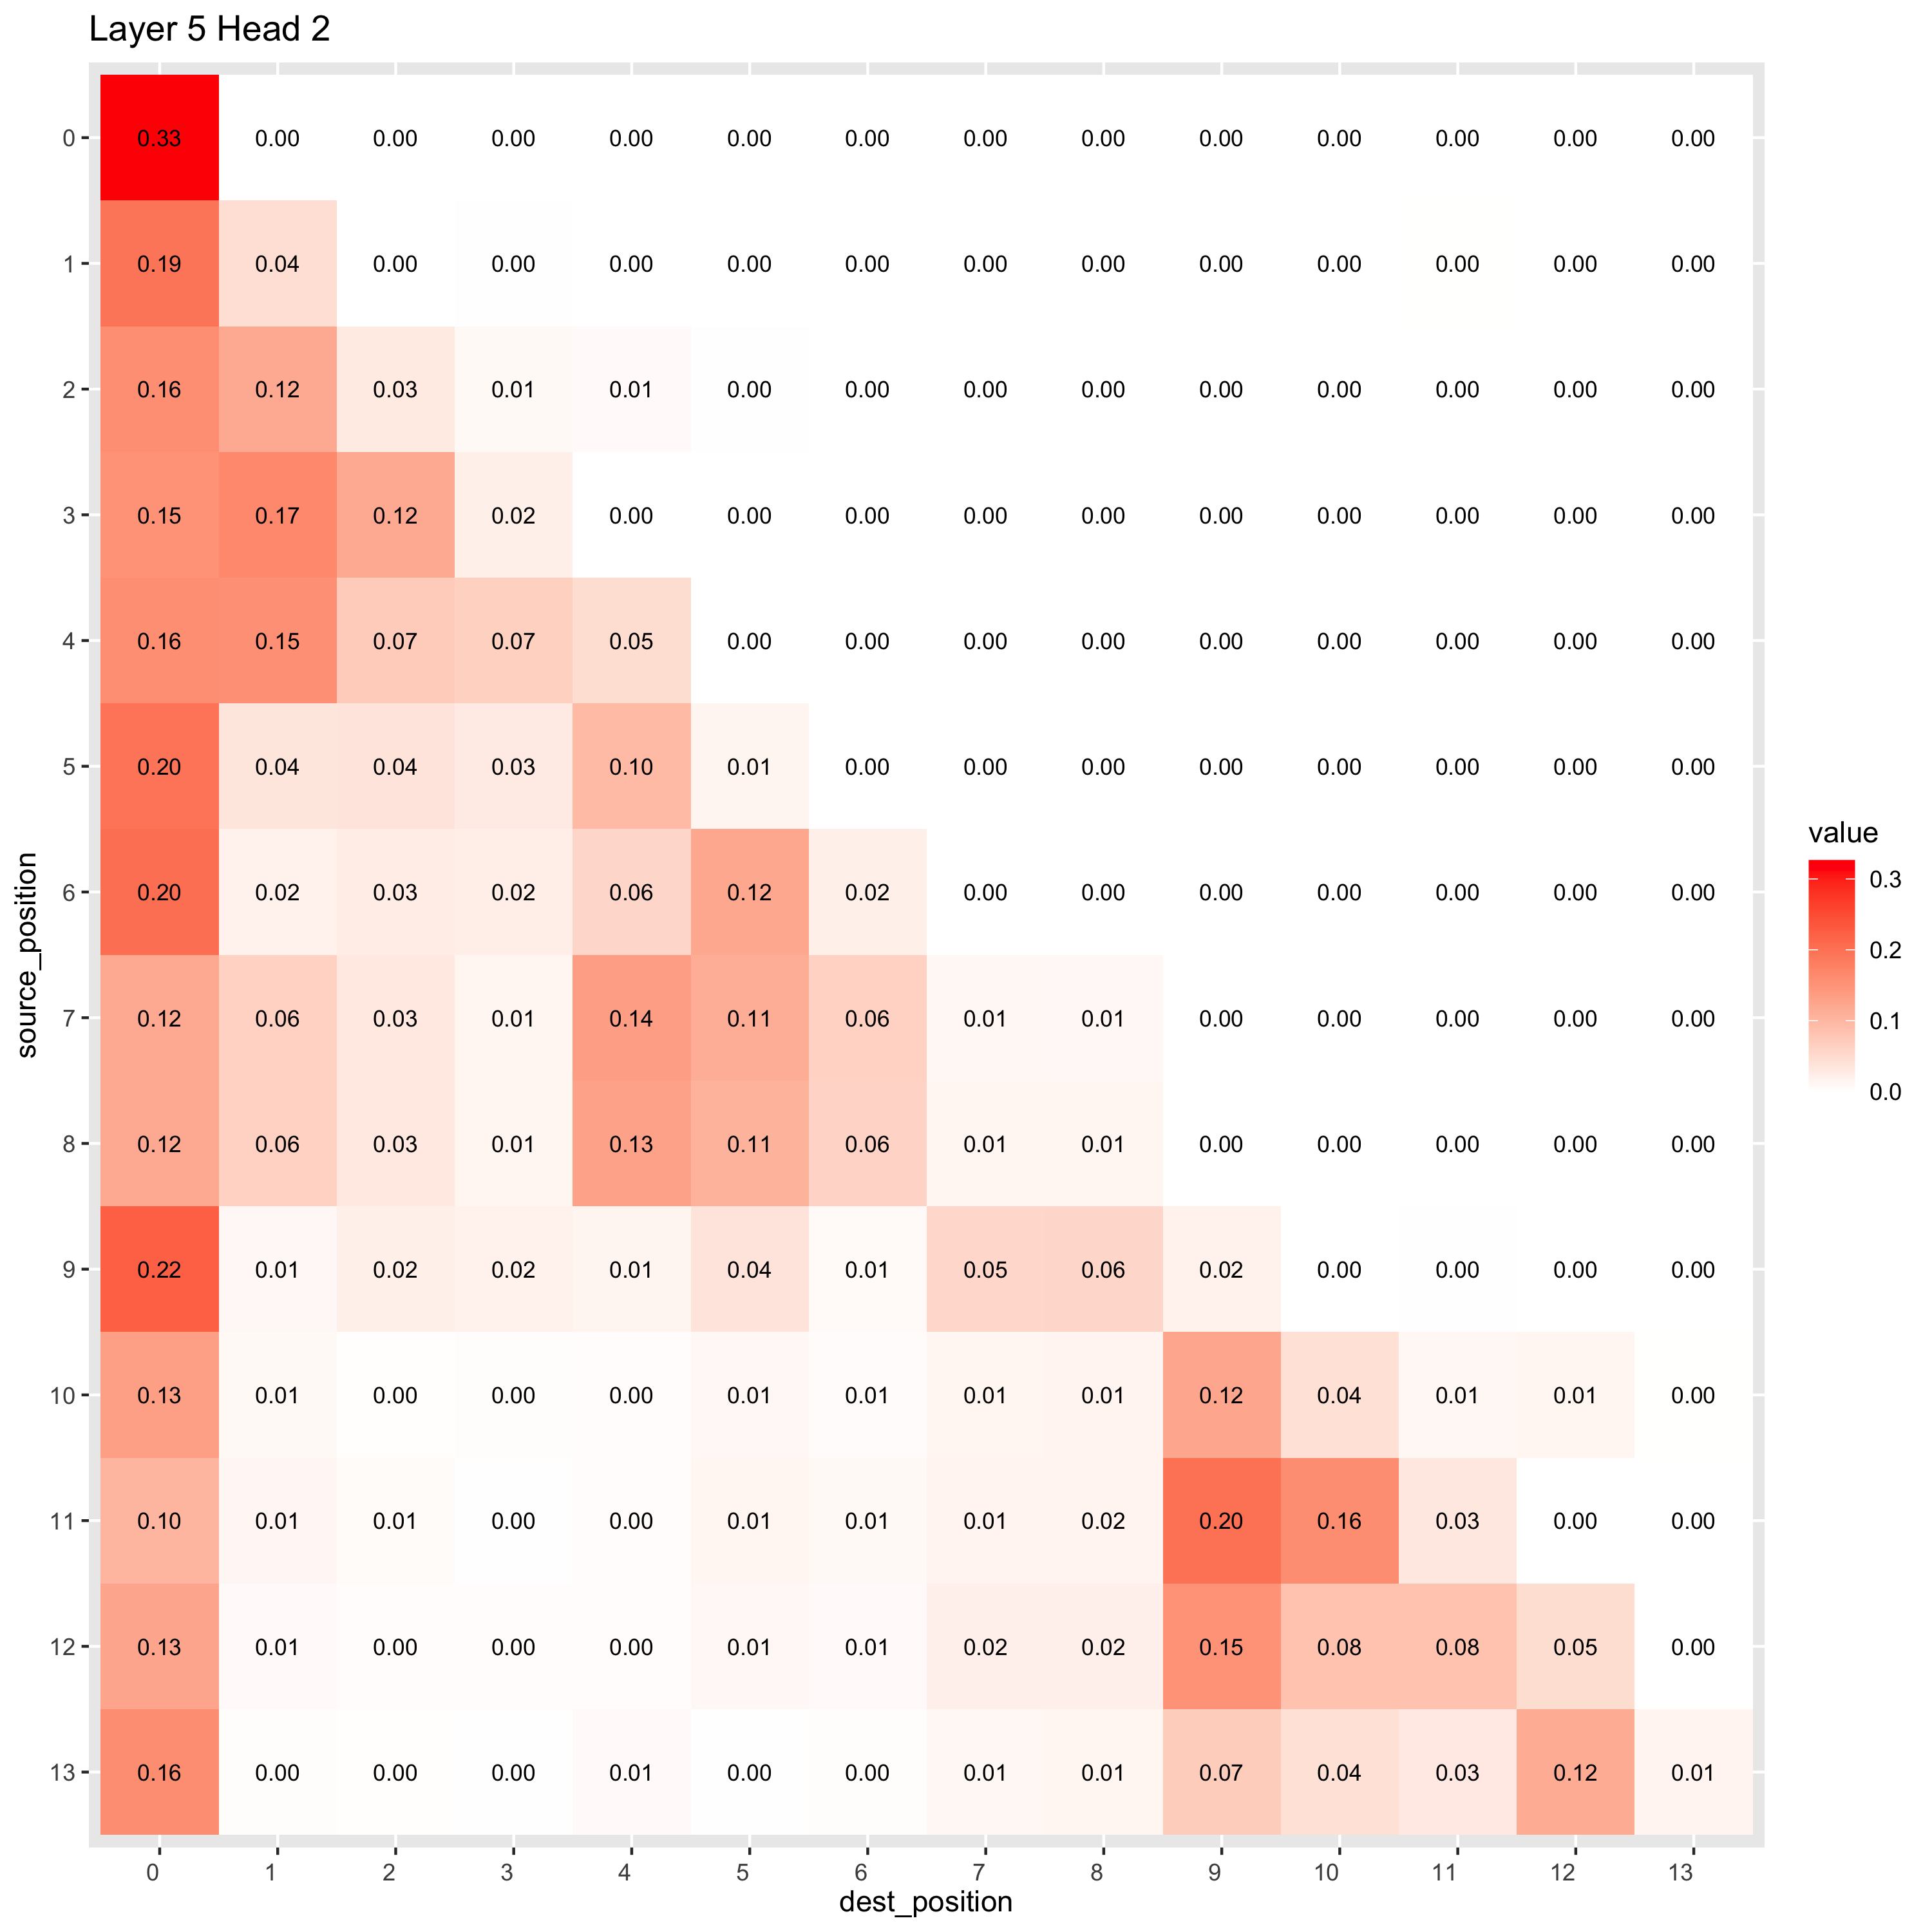 Layer 5 Head 2
0 0.33 0.00 0.00 0.00 0.00 0.00 0.00 0.00 0.00 0.00 0.00 0.00 0.00 0.00
1 0.19 0.04 0.00 0.00 0.00 0.00 0.00 0.00 0.00 0.00 0.00 0.00 0.00 0.00
2 0.16 0.12 0.03 0.01 0.01 0.00 0.00 0.00 0.00 0.00 0.00 0.00 0.00 0.00
3 0.15 0.17 0.12 0.02 0.00 0.00 0.00 0.00 0.00 0.00 0.00 0.00 0.00 0.00
4 0.16 0.15 0.07 0.07 0.05 0.00 0.00 0.00 0.00 0.00 0.00 0.00 0.00 0.00
5 0.20 0.04 0.04 0.03 0.10 0.01 0.00 0.00 0.00 0.00 0.00 0.00 0.00 0.00
6 0.20 0.02 0.03 0.02 0.06 0.12 0.02 0.00 0.00 0.00 0.00 0.00 0.00 0.00
7 0.12 0.06 0.03 0.01 0.14 0.11 0.06 0.01 0.01 0.00 0.00 0.00 0.00 0.00
8 0.12 0.06 0.03 0.01 0.13 0.11 0.06 0.01 0.01 0.00 0.00 0.00 0.00 0.00
9 0.22 0.01 0.02 0.02 0.01 0.04 0.01 0.05 0.06 0.02 0.00 0.00 0.00 0.00
10 0.13 0.01 0.00 0.00 0.00 0.01 0.01 0.01 0.01 0.12 0.04 0.01 0.01 0.00
11 0.10 0.01 0.01 0.00 0.00 0.01 0.01 0.01 0.02 0.20 0.16 0.03 0.00 0.00
12 0.13 0.01 0.00 0.00 0.00 0.01 0.01 0.02 0.02 0.15 0.08 0.08 0.05 0.00
13 0.16 0.00 0.00 0.00 0.01 0.00 0.00 0.01 0.01 0.07 0.04 0.03 0.12 0.01
0 1 2 3 4 5 6 7 8 9 10 11 12 13
dest_position
source_position
value
0.3
0.2
0.1
0.0